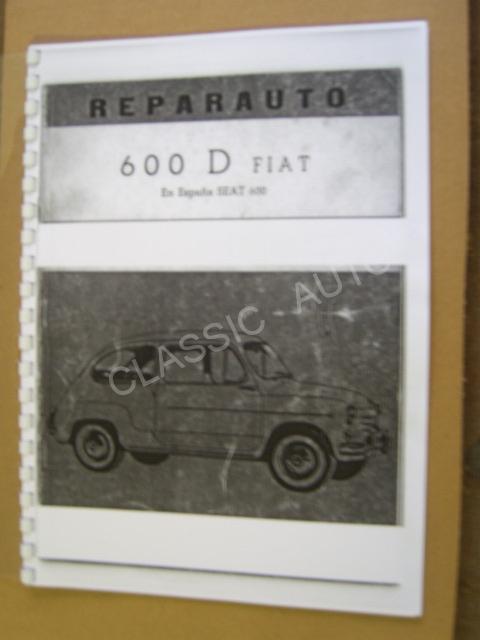 REPARAUTO
600 D FIAT
En España SEAT 600
CLASSIC AUTO